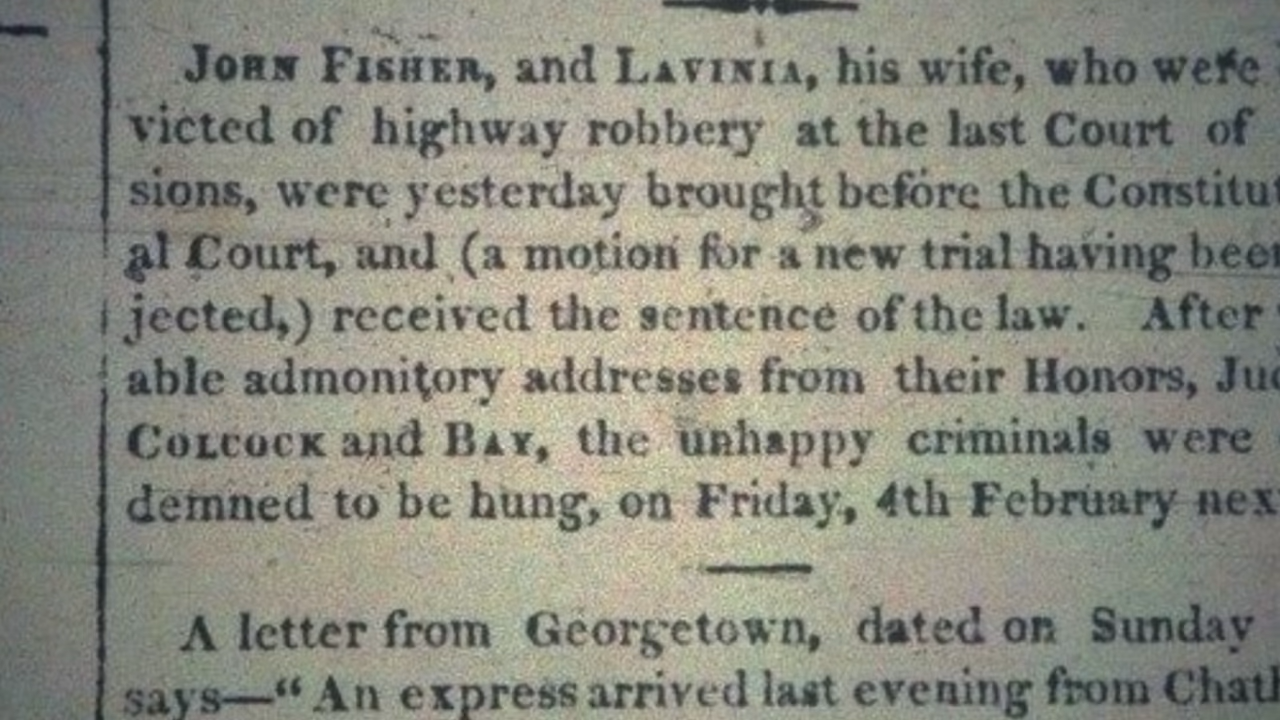 JOHN FISHER, and LAVINIA, his wife, who were
victed of highway robbery at the last Court of
sions, were yesterday brought before the Constitu
al Court, and (a motion for a new trial having been
jected,) received the sentence of the law. After
able admonitory addresses from their Honors, Jud
COLCOCK and BAY, the unhappy criminals were
demned to be hung, on Friday, 4th February nex
A letter from Georgetown, dated on Sunday
says—“An express arrived last evening from Chath